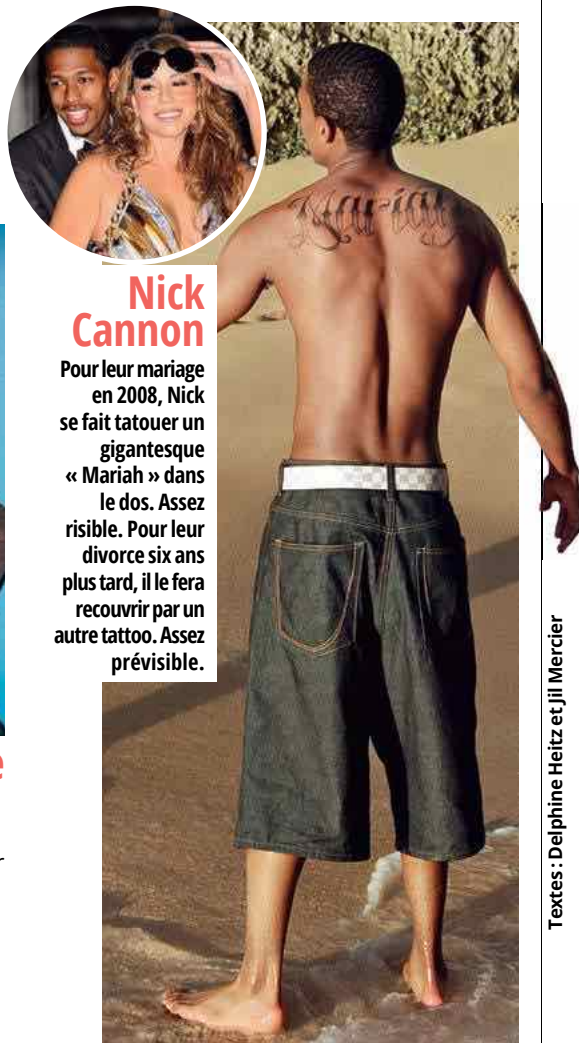 Mariah
Nick
Cannon
Pour leur mariage
en 2008, Nick
se fait tatouer un
gigantesque
« Mariah » dans
le dos. Assez
risible. Pour leur
divorce six ans
plus tard, il le fera
recouvrir par un
autre tattoo. Assez
prévisible.
e
r
Textes : Delphine Heitz et Jil Mercier